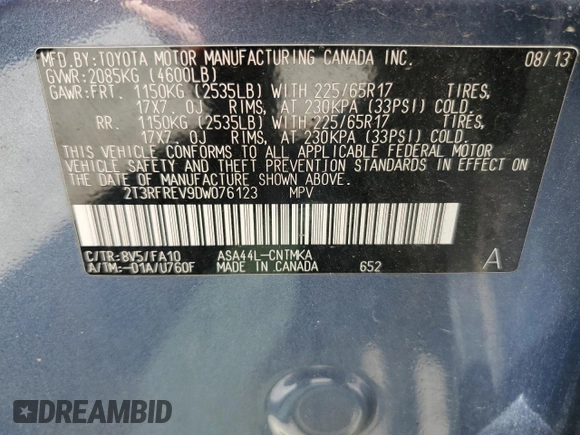 MFD.BY:TOYOTA MOTOR MANUFACTURING CANADA INC. 08/13
GVWR:2085KG (4600LB)
GAWR:FRT. 1150KG (2535LB) WITH 225/65R17 TIRES,
17X7.0J RIMS, AT 230KPA (33PSI) COLD.
RR. 1150KG (2535LB) WITH 225/65R17 TIRES,
17X7.0J RIMS, AT 230KPA (33PSI) COLD.
THIS VEHICLE CONFORMS TO ALL APPLICABLE FEDERAL MOTOR
VEHICLE SAFETY AND THEFT PREVENTION STANDARDS IN EFFECT
ON THE DATE OF MANUFACTURE SHOWN ABOVE.
2T3RFREV9DW076123 MPV
C/TR:8V5/FA10 ASA44L-CNTMKA
A/TM:-01A/U760F MADE IN CANADA 652 A
DREAMBID